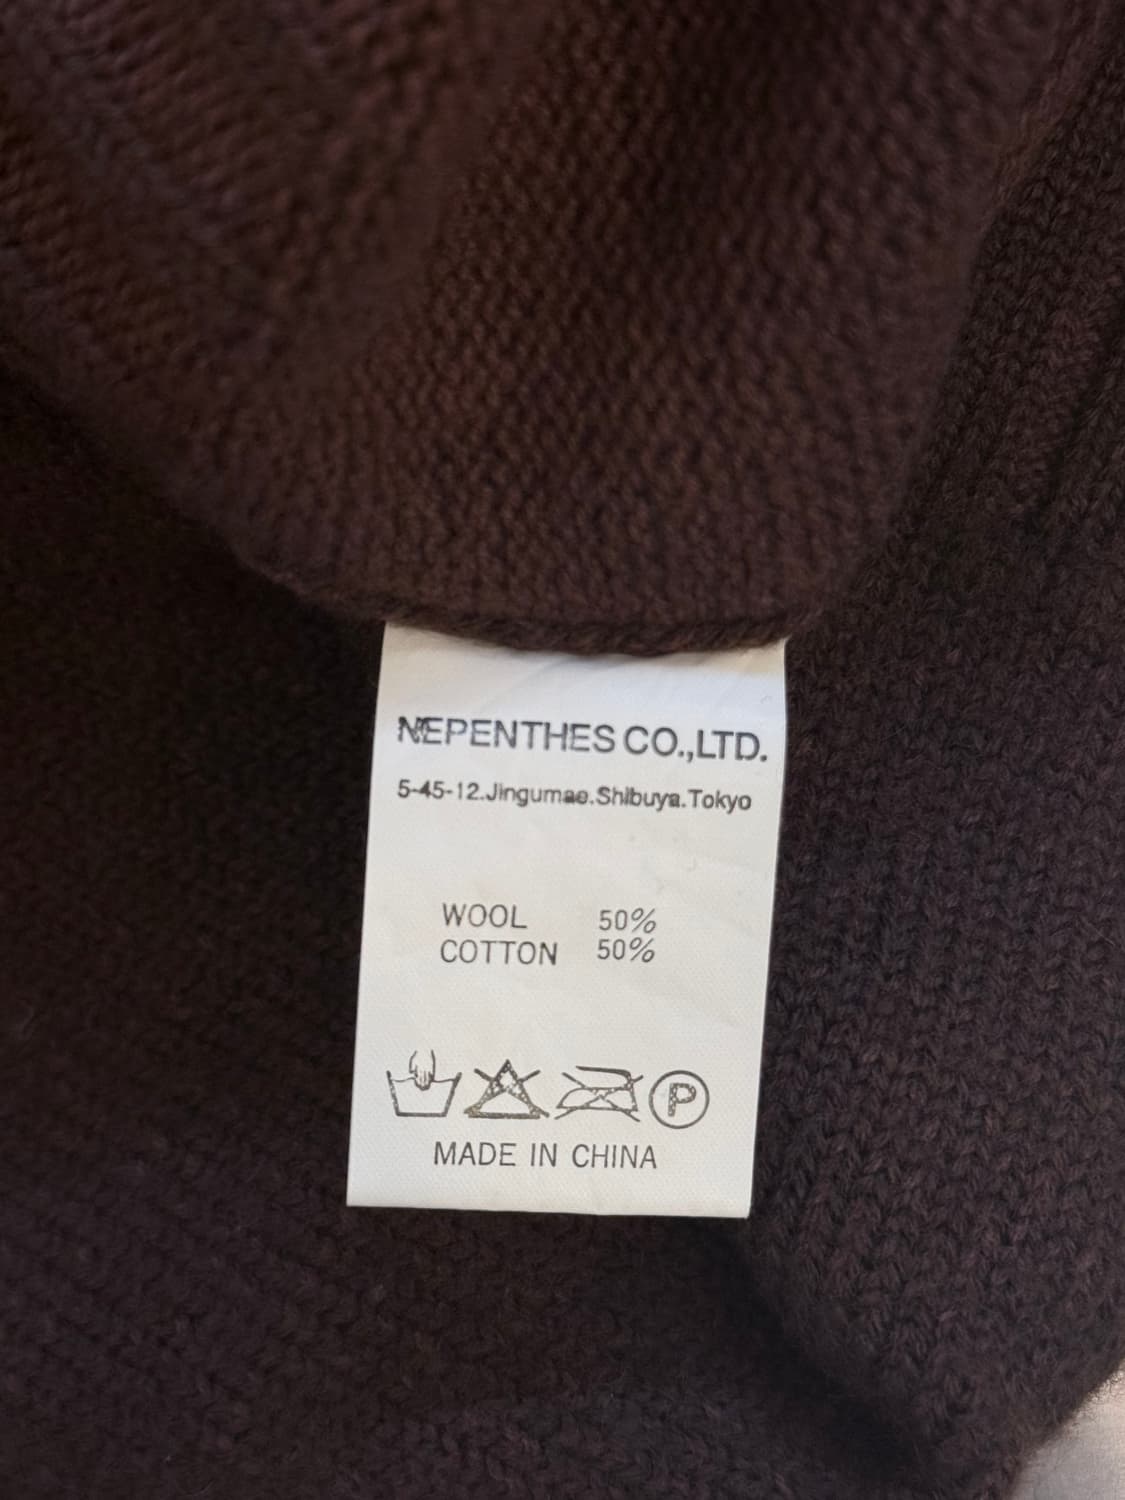 NEPENTHES CO.,LTD.
5-45-12.Jingumae.Shibuya.Tokyo
WOOL 50%
COTTON 50%
P
MADE IN CHINA